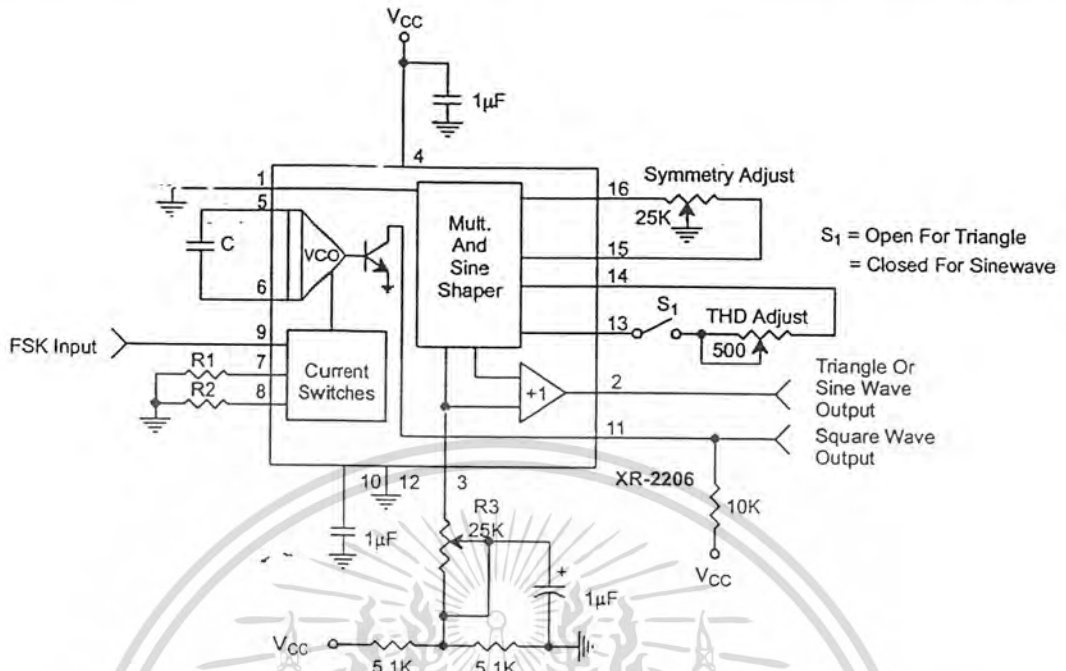 VCC
1µF
4
1
16
Symmetry Adjust
25K
5
C
VCO
Mult.
And
Sine
Shaper
15
S1 = Open For Triangle
= Closed For Sinewave
14
6
S1
13
THD Adjust
500
FSK Input
9
R1
7
R2
8
Current
Switches
+1
2
Triangle Or
Sine Wave
Output
11
Square Wave
Output
XR-2206
10
12
3
1µF
R3
25K
10K
VCC
+
1µF
VCC
5.1K
5.1K